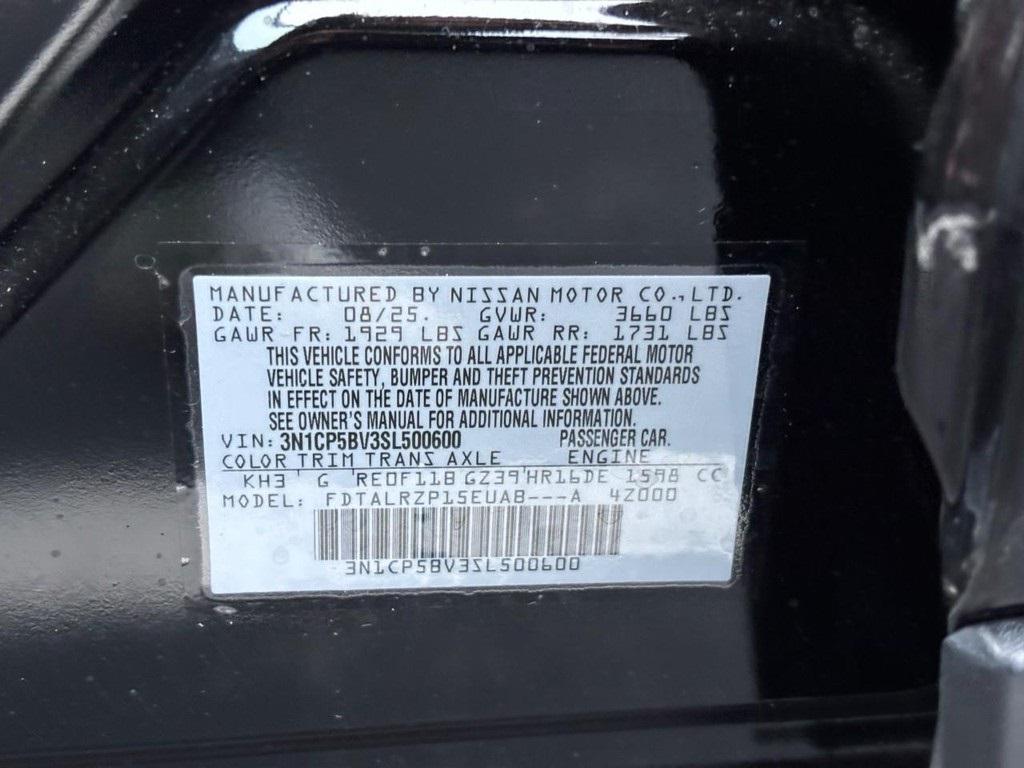 MANUFACTURED BY NISSAN MOTOR CO.,LTD.
DATE: 08/25. GVWR: 3660 LBS
GAWR FR: 1929 LBS GAWR RR: 1731 LBS
THIS VEHICLE CONFORMS TO ALL APPLICABLE FEDERAL MOTOR
VEHICLE SAFETY, BUMPER AND THEFT PREVENTION STANDARDS
IN EFFECT ON THE DATE OF MANUFACTURE SHOWN ABOVE.
SEE OWNER'S MANUAL FOR ADDITIONAL INFORMATION.
VIN: 3N1CP5BV3SL500600 PASSENGER CAR.
COLOR TRIM TRANS AXLE ENGINE
KH3 G RE0F11B GZ39 HR16DE 1598 CC
MODEL: FDTALRZP15EUAB---A 4Z000
3N1CP5BV3SL500600